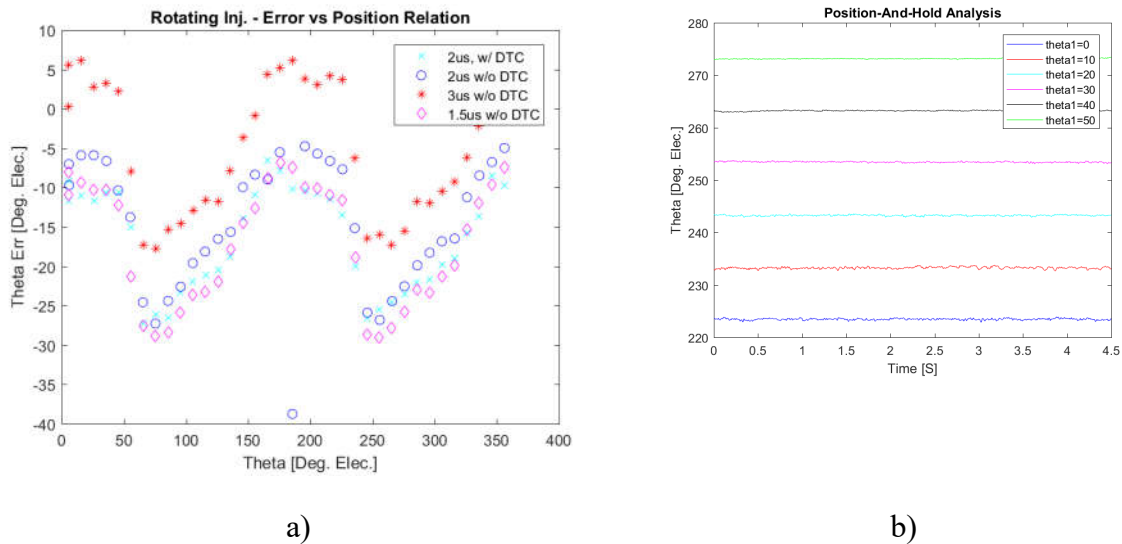 Rotating Inj. - Error vs Position Relation
10
5
0
-5
-10
-15
-20
-25
-30
-35
-40
Theta Err [Deg. Elec.]
2us, w/ DTC
2us w/o DTC
3us w/o DTC
1.5us w/o DTC
0 50 100 150 200 250 300 350 400
Theta [Deg. Elec.]
a)
Position-And-Hold Analysis
280
270
260
250
240
230
220
Theta [Deg. Elec.]
theta1=0
theta1=10
theta1=20
theta1=30
theta1=40
theta1=50
0 0.5 1 1.5 2 2.5 3 3.5 4 4.5
Time [S]
b)